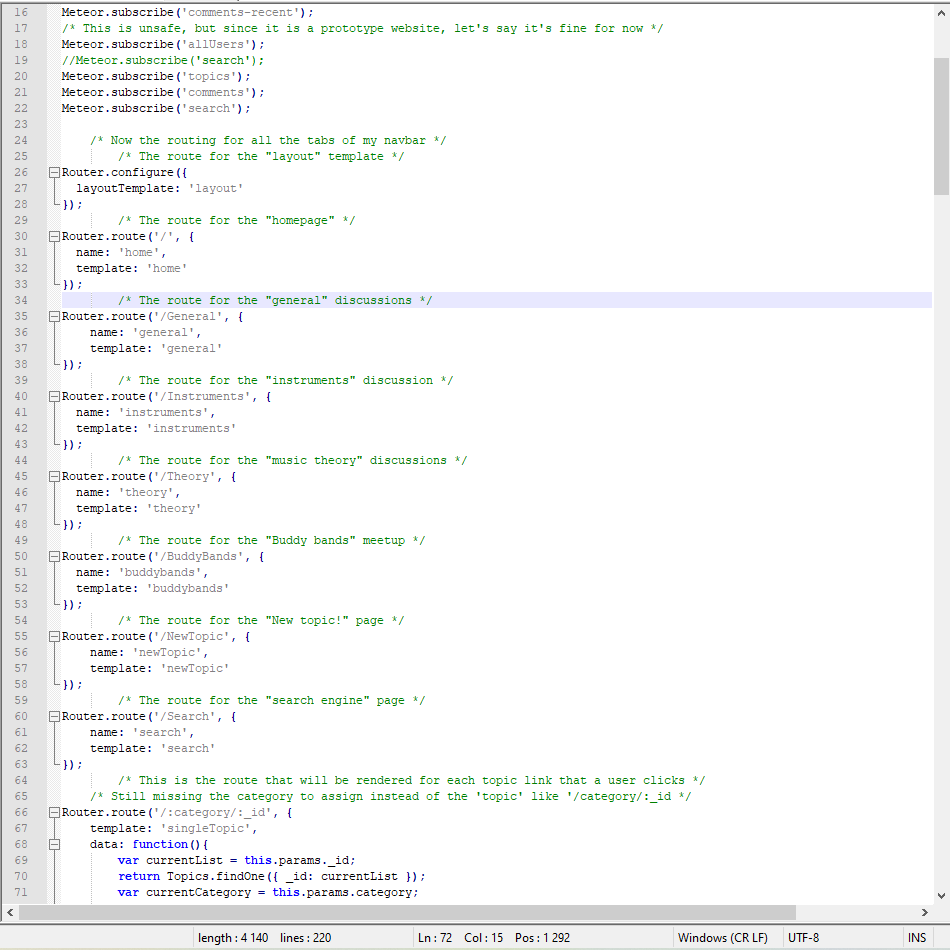 16 Meteor.subscribe('comments-recent');
17 /* This is unsafe, but since it is a prototype website, let's say it's fine for now */
18 Meteor.subscribe('allUsers');
19 //Meteor.subscribe('search');
20 Meteor.subscribe('topics');
21 Meteor.subscribe('comments');
22 Meteor.subscribe('search');
23
24 /* Now the routing for all the tabs of my navbar */
25 /* The route for the "layout" template */
26 Router.configure({
27 layoutTemplate: 'layout'
28 });
29 /* The route for the "homepage" */
30 Router.route('/', {
31 name: 'home',
32 template: 'home'
33 });
34 /* The route for the "general" discussions */
35 Router.route('/General', {
36 name: 'general',
37 template: 'general'
38 });
39 /* The route for the "instruments" discussion */
40 Router.route('/Instruments', {
41 name: 'instruments',
42 template: 'instruments'
43 });
44 /* The route for the "music theory" discussions */
45 Router.route('/Theory', {
46 name: 'theory',
47 template: 'theory'
48 });
49 /* The route for the "Buddy bands" meetup */
50 Router.route('/BuddyBands', {
51 name: 'buddybands',
52 template: 'buddybands'
53 });
54 /* The route for the "New topic!" page */
55 Router.route('/NewTopic', {
56 name: 'newTopic',
57 template: 'newTopic'
58 });
59 /* The route for the "search engine" page */
60 Router.route('/Search', {
61 name: 'search',
62 template: 'search'
63 });
64 /* This is the route that will be rendered for each topic link that a user clicks */
65 /* Still missing the category to assign instead of the 'topic' like '/category/:_id */
66 Router.route('/:category/:_id', {
67 template: 'singleTopic',
68 data: function(){
69 var currentList = this.params._id;
70 return Topics.findOne({ _id: currentList });
71 var currentCategory = this.params.category;
length : 4 140 lines : 220 Ln : 72 Col : 15 Pos : 1 292 Windows (CR LF) UTF-8 INS